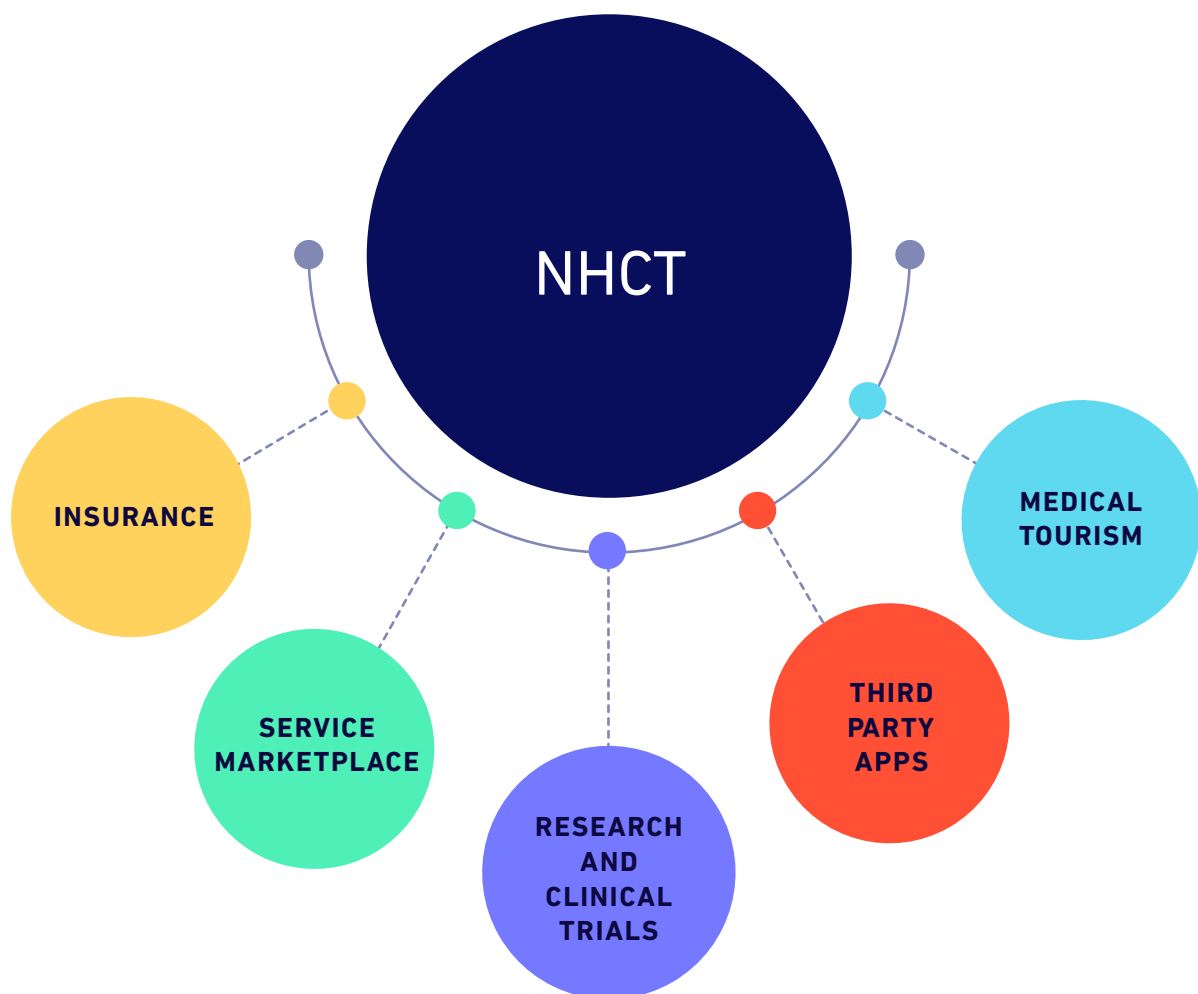 NHCT
INSURANCE
SERVICE
MARKETPLACE
RESEARCH
AND
CLINICAL
TRIALS
THIRD
PARTY
APPS
MEDICAL
TOURISM